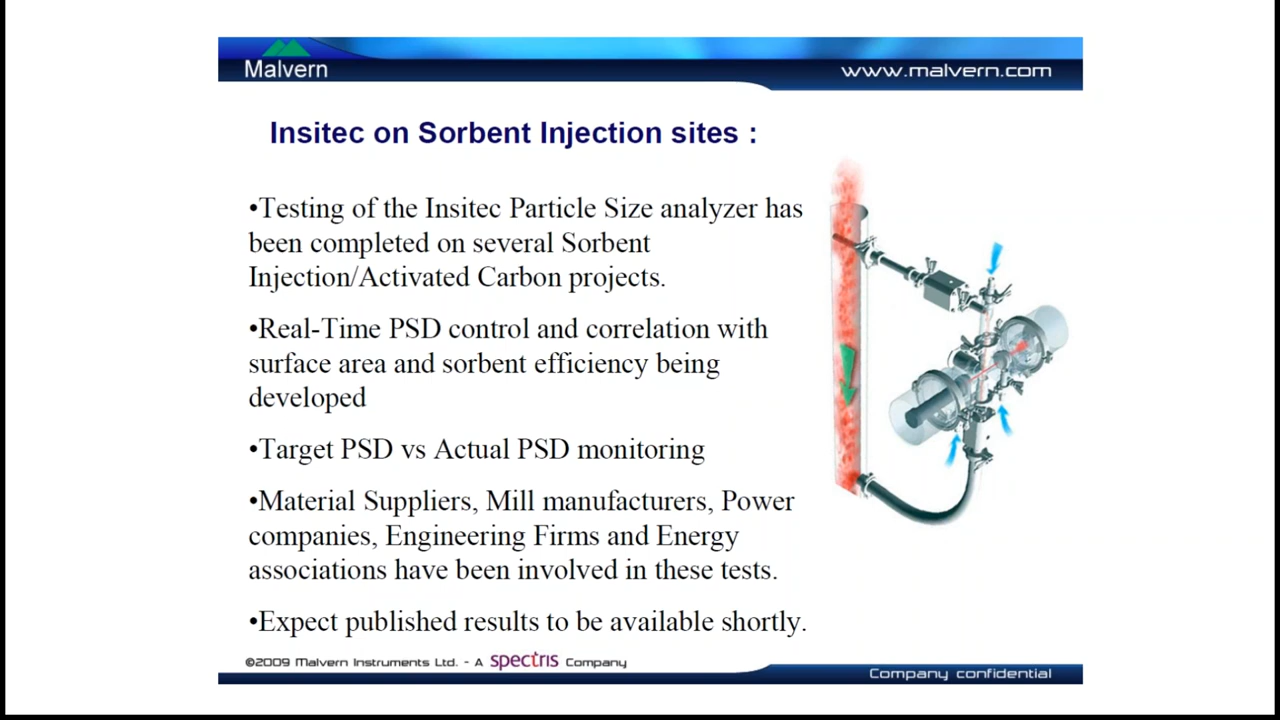 Malvern
www.malvern.com
Insitec on Sorbent Injection sites :
•Testing of the Insitec Particle Size analyzer has
been completed on several Sorbent
Injection/Activated Carbon projects.
•Real-Time PSD control and correlation with
surface area and sorbent efficiency being
developed
•Target PSD vs Actual PSD monitoring
•Material Suppliers, Mill manufacturers, Power
companies, Engineering Firms and Energy
associations have been involved in these tests.
•Expect published results to be available shortly.
©2009 Malvern Instruments Ltd. - A spectris Company
Company confidential